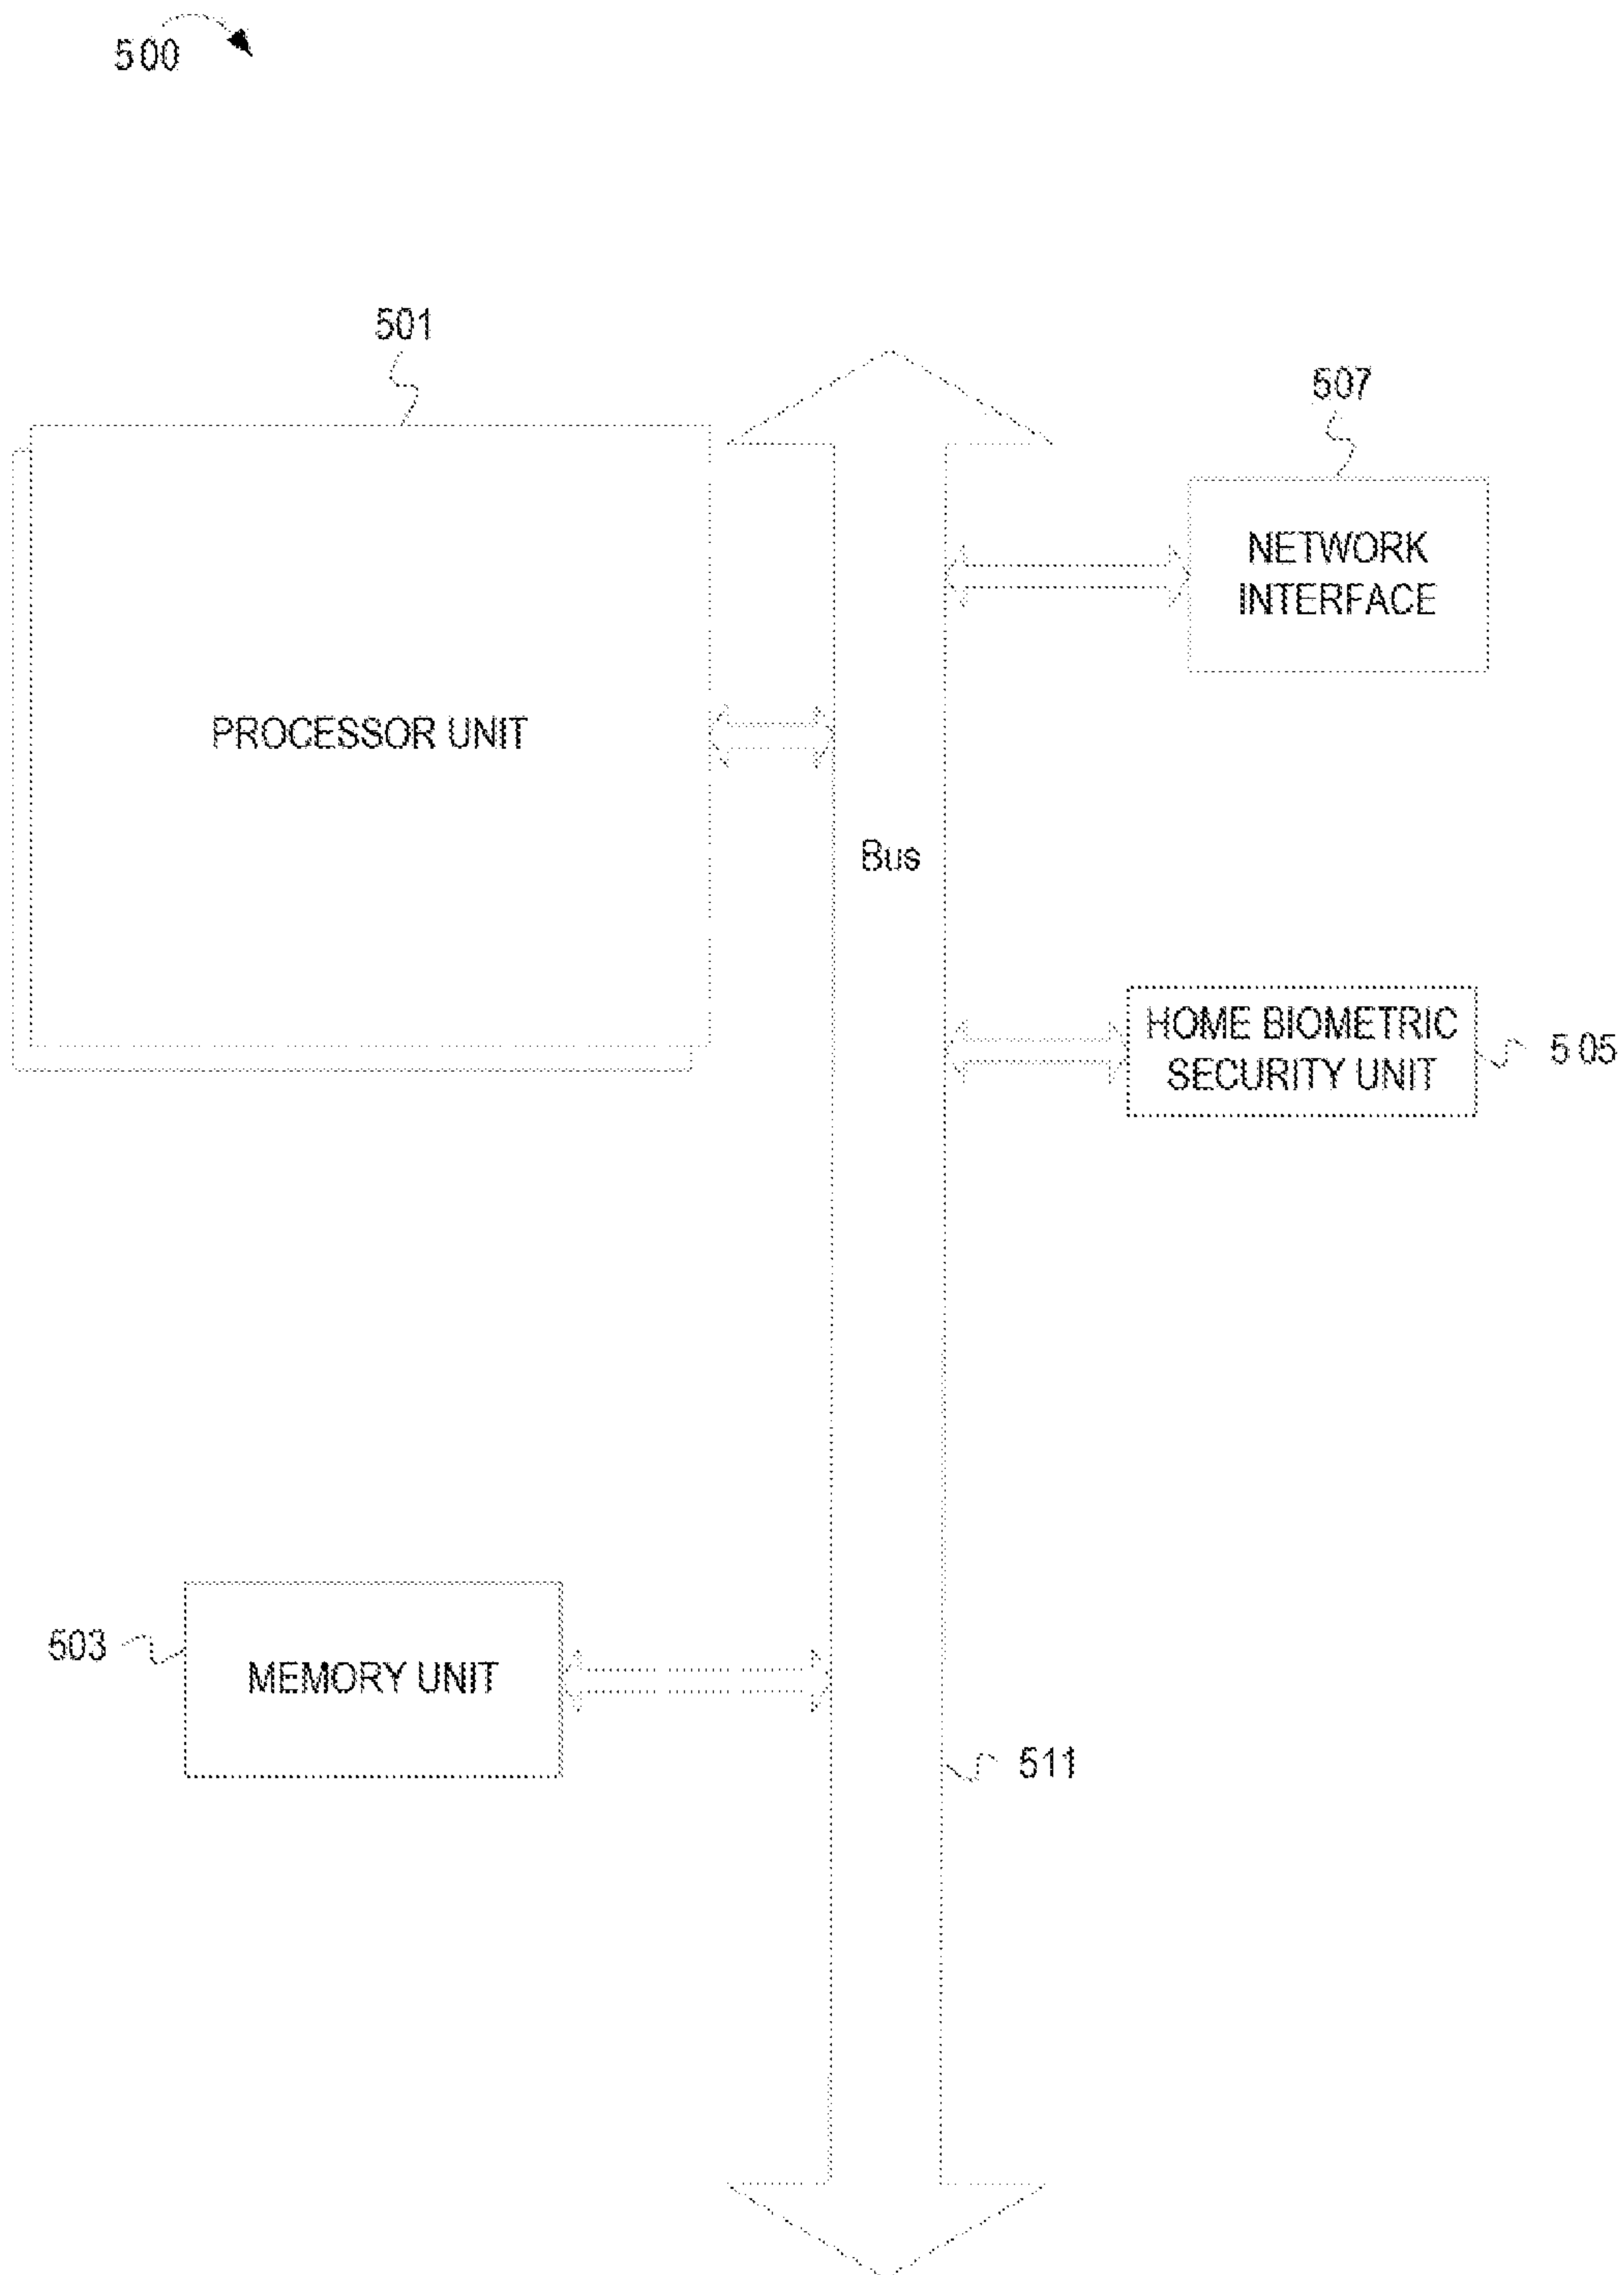 500
501
507
NETWORK
INTERFACE
PROCESSOR UNIT
Bus
HOME BIOMETRIC
SECURITY UNIT
505
503
MEMORY UNIT
511